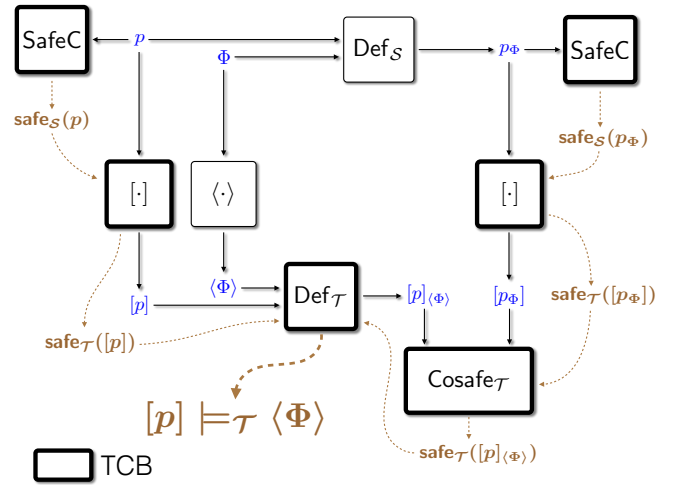 SafeC p Φ Def_𝒮 p_Φ SafeC
safe_𝒮(p) safe_𝒮(p_Φ)
[·] ⟨·⟩ [·]
[p] ⟨Φ⟩ Def_𝒯 [p]_⟨Φ⟩ [p_Φ] safe_𝒯([p_Φ])
safe_𝒯([p])
Cosafe_𝒯
[p] ⊨_𝒯 ⟨Φ⟩
safe_𝒯([p]_⟨Φ⟩)
TCB